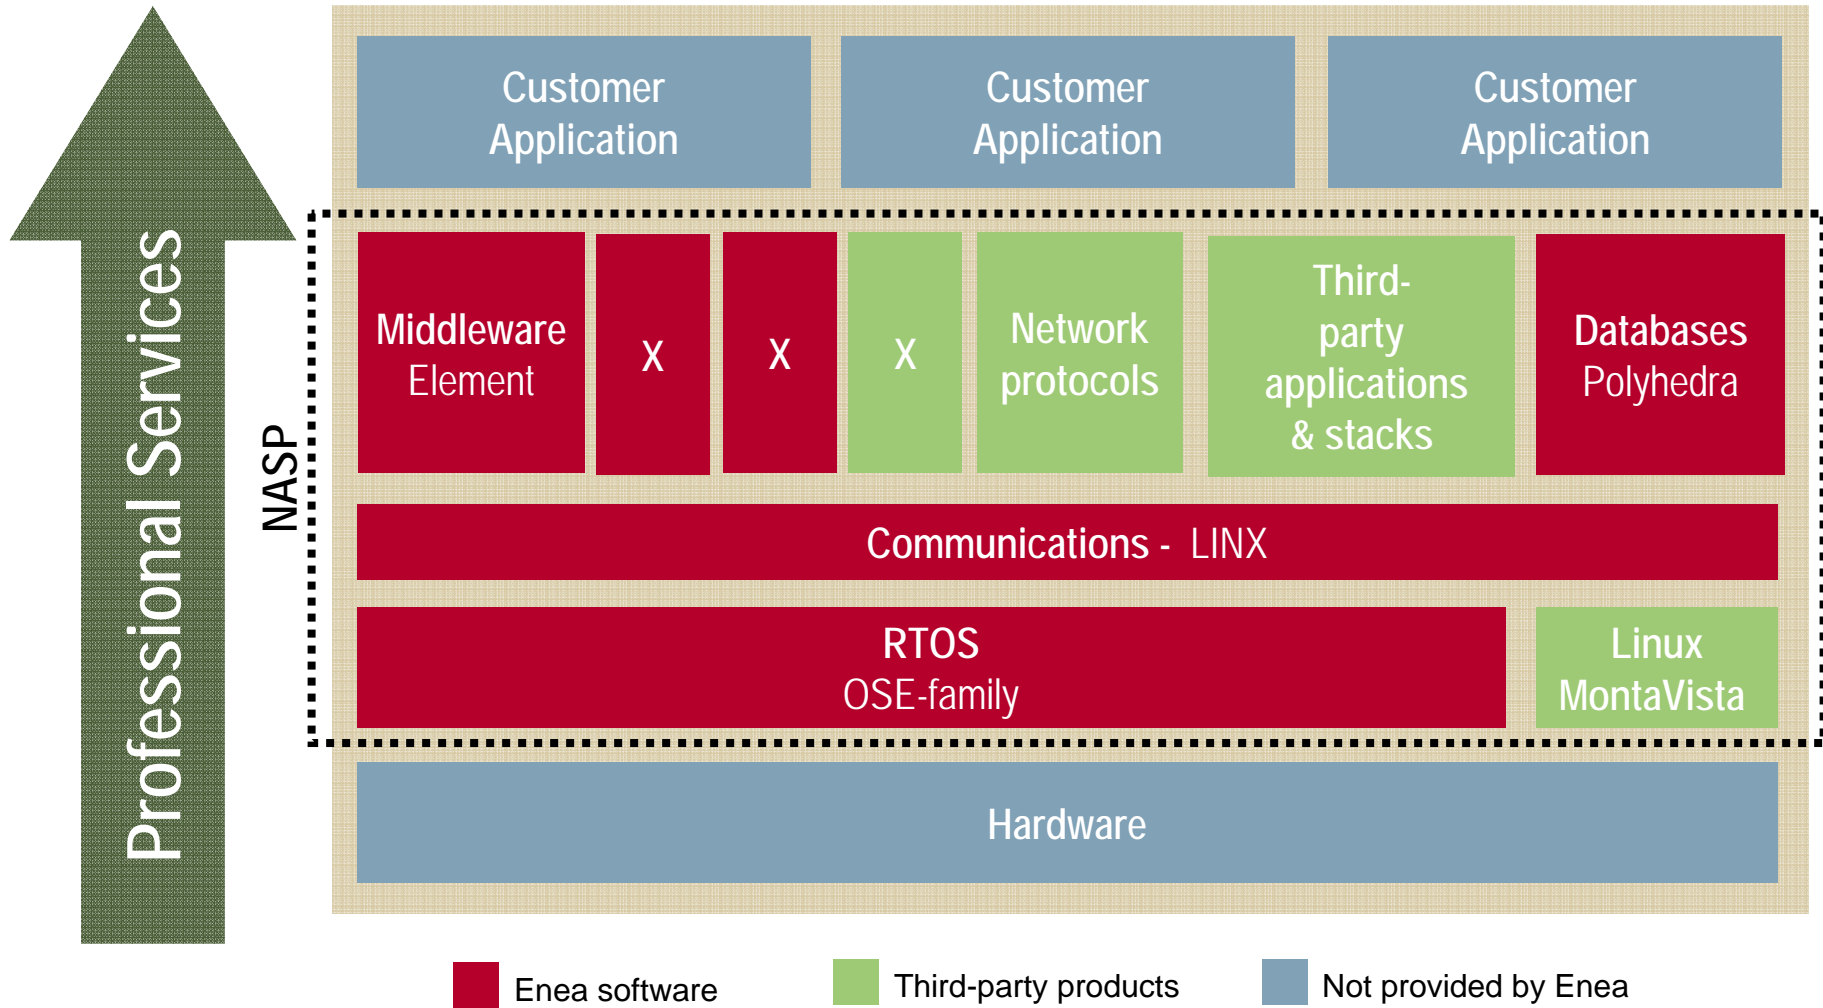 Professional Services
NASP
Customer
Application
Customer
Application
Customer
Application
Middleware
Element
X
X
X
Network
protocols
Third-
party
applications
& stacks
Databases
Polyhedra
Communications - LINX
RTOS
OSE-family
Linux
MontaVista
Hardware
Enea software
Third-party products
Not provided by Enea